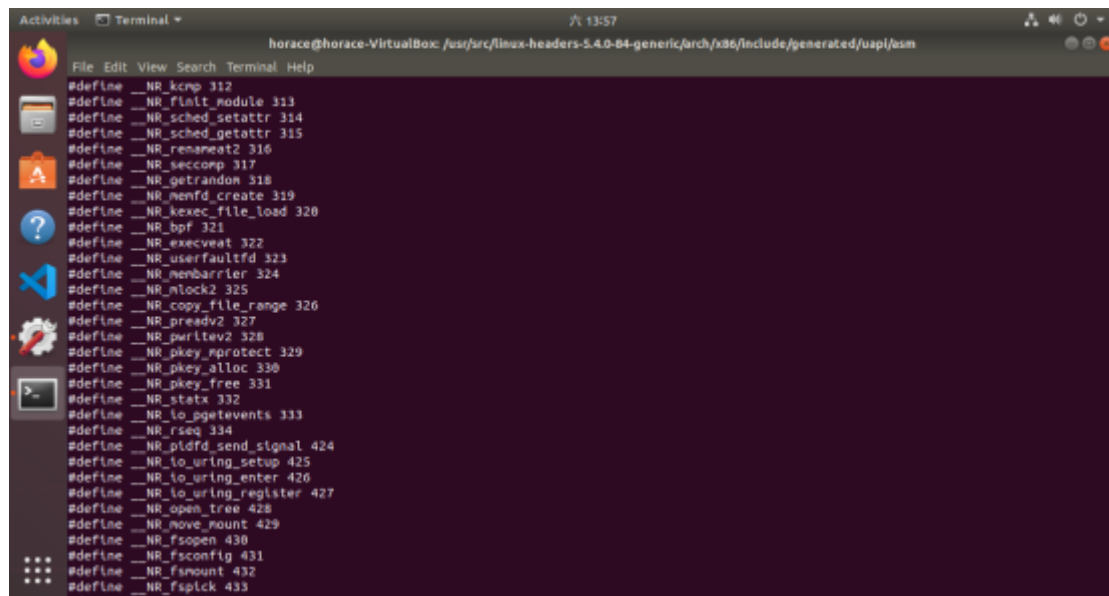 Activities Terminal
六 13:57
horace@horace-VirtualBox: /usr/src/linux-headers-5.4.0-84-generic/arch/x86/include/generated/uapi/asm
File Edit View Search Terminal Help
#define __NR_kcmp 312
#define __NR_finit_module 313
#define __NR_sched_setattr 314
#define __NR_sched_getattr 315
#define __NR_renameat2 316
#define __NR_seccomp 317
#define __NR_getrandom 318
#define __NR_memfd_create 319
#define __NR_kexec_file_load 320
#define __NR_bpf 321
#define __NR_execveat 322
#define __NR_userfaultfd 323
#define __NR_membarrier 324
#define __NR_mlock2 325
#define __NR_copy_file_range 326
#define __NR_preadv2 327
#define __NR_pwritev2 328
#define __NR_pkey_mprotect 329
#define __NR_pkey_alloc 330
#define __NR_pkey_free 331
#define __NR_statx 332
#define __NR_io_pgetevents 333
#define __NR_rseq 334
#define __NR_pidfd_send_signal 424
#define __NR_io_uring_setup 425
#define __NR_io_uring_enter 426
#define __NR_io_uring_register 427
#define __NR_open_tree 428
#define __NR_move_mount 429
#define __NR_fsopen 430
#define __NR_fsconfig 431
#define __NR_fsmount 432
#define __NR_fspick 433